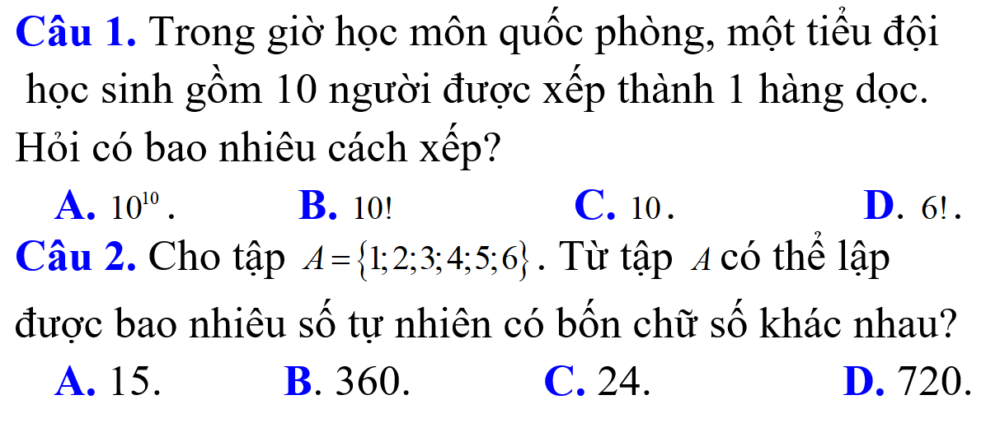 Câu 1. Trong giờ học môn quốc phòng, một tiểu đội
học sinh gồm 10 người được xếp thành 1 hàng dọc.
Hỏi có bao nhiêu cách xếp?
A. 10¹⁰. B. 10! C. 10. D. 6!.
Câu 2. Cho tập A={1;2;3;4;5;6}. Từ tập A có thể lập
được bao nhiêu số tự nhiên có bốn chữ số khác nhau?
A. 15. B. 360. C. 24. D. 720.